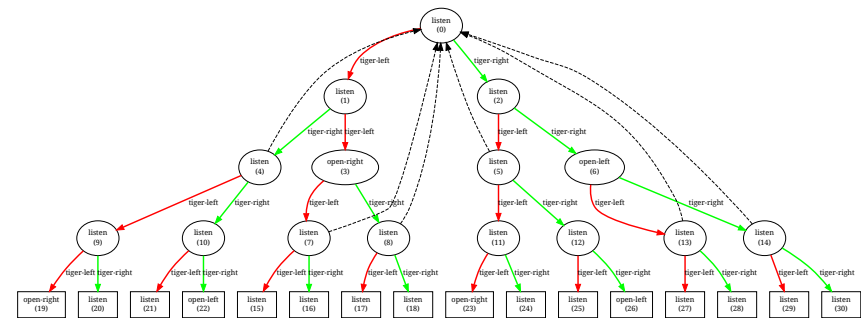 listen
(0)
tiger-left
tiger-right
listen
(1)
listen
(2)
tiger-right
tiger-left
tiger-left
tiger-right
listen
(4)
open-right
(3)
listen
(5)
open-left
(6)
tiger-left
tiger-right
tiger-left
tiger-right
tiger-left
tiger-right
tiger-left
tiger-right
listen
(9)
listen
(10)
listen
(7)
listen
(8)
listen
(11)
listen
(12)
listen
(13)
listen
(14)
tiger-left
tiger-right
tiger-left
tiger-right
tiger-left
tiger-right
tiger-left
tiger-right
tiger-left
tiger-right
tiger-left
tiger-right
tiger-left
tiger-right
tiger-left
tiger-right
open-right
(19)
listen
(20)
listen
(21)
open-left
(22)
listen
(15)
listen
(16)
listen
(17)
listen
(18)
open-right
(23)
listen
(24)
listen
(25)
open-left
(26)
listen
(27)
listen
(28)
listen
(29)
listen
(30)